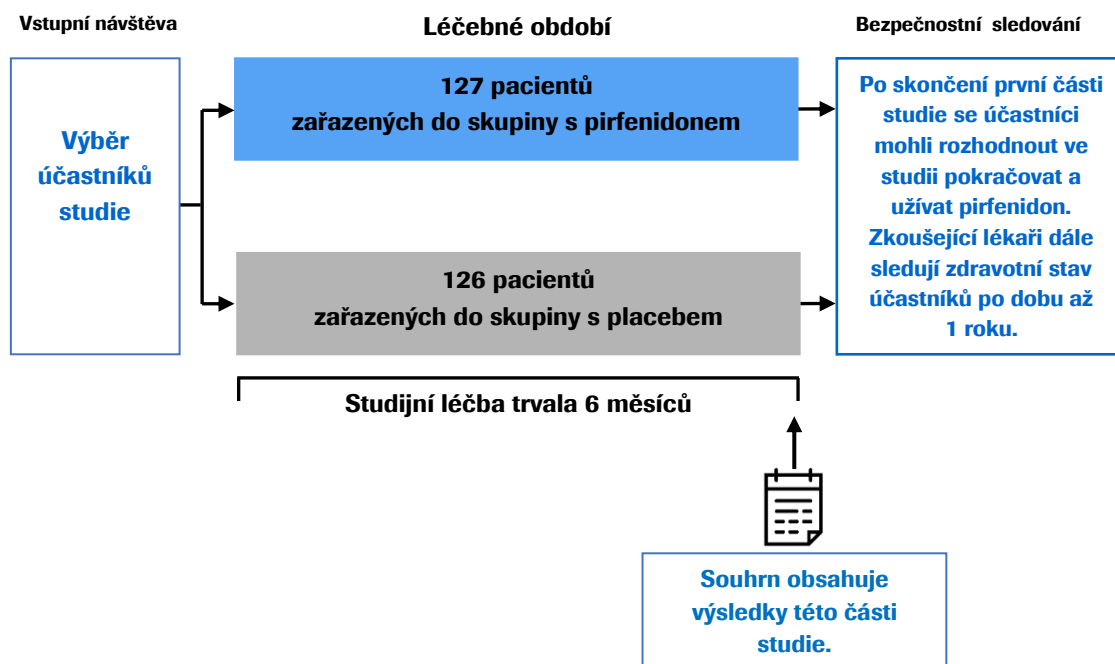 Vstupní návštěva
Léčebné období
Bezpečnostní sledování
Výběr
účastníků
studie
127 pacientů
zařazených do skupiny s pirfenidonem
126 pacientů
zařazených do skupiny s placebem
Po skončení první části
studie se účastníci
mohli rozhodnout ve
studii pokračovat a
užívat pirfenidon.
Zkoušející lékaři dále
sledují zdravotní stav
účastníků po dobu až
1 roku.
Studijní léčba trvala 6 měsíců
Souhrn obsahuje
výsledky této části
studie.